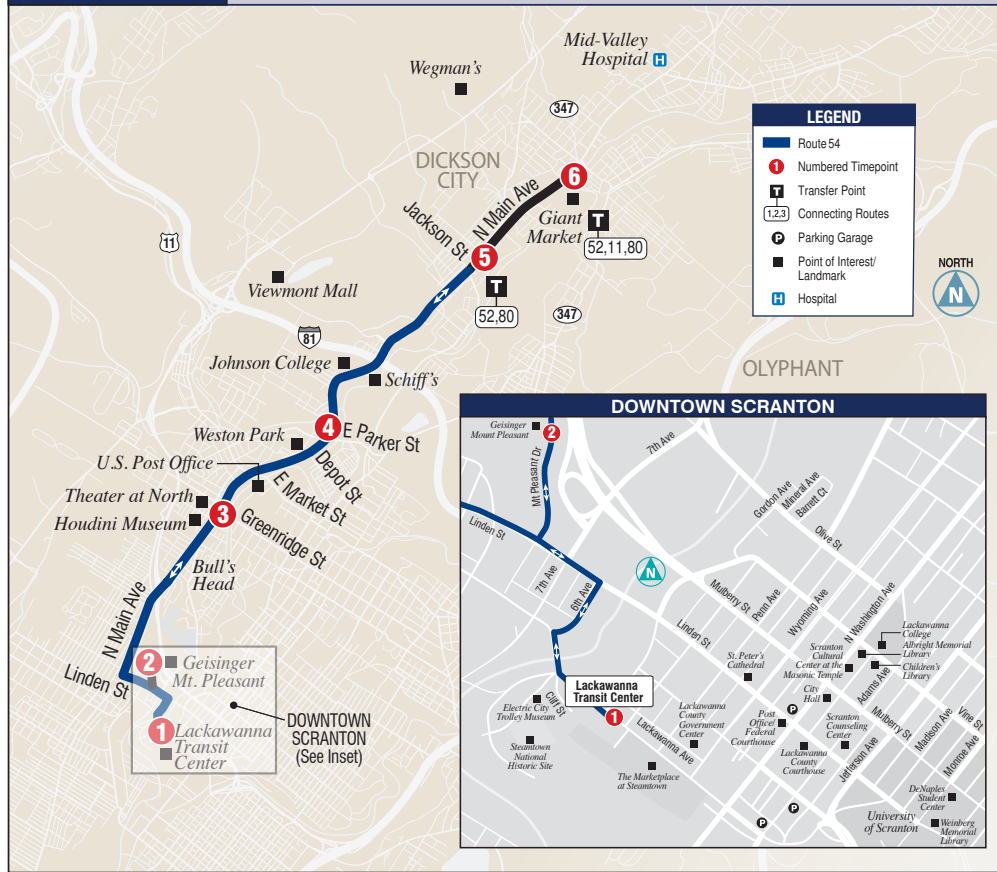 Mid-Valley
Hospital
H
Wegman's
347
DICKSON
CITY
6
N Main Ave
Jackson St
Giant
Market
T
52,11,80
5
T
52,80
347
11
Viewmont Mall
81
OLYPHANT
Johnson College
Schiff's
4
E Parker St
Weston Park
Depot St
U.S. Post Office
E Market St
Theater at North
3
Houdini Museum
Greenridge St
Bull's
Head
N Main Ave
Linden St
2
Geisinger
Mt. Pleasant
1
Lackawanna
Transit
Center
DOWNTOWN
SCRANTON
(See Inset)
LEGEND
Route 54
1 Numbered Timepoint
T Transfer Point
1,2,3 Connecting Routes
P Parking Garage
Point of Interest/
Landmark
H Hospital
NORTH
N
DOWNTOWN SCRANTON
Geisinger
Mount Pleasant
2
Mt Pleasant Dr
7th Ave
Gordon Ave
Mineral Ave
Barrett Ct
Olive St
Linden St
7th Ave
6th Ave
N
Mulberry St
Penn Ave
Wyoming Ave
N Washington Ave
Linden St
Lackawanna
College
Albright Memorial
Library
Children's
Library
Scranton
Cultural
Center at the
Masonic Temple
St. Peter's
Cathedral
Adams Ave
City
Hall
P
Mulberry St
Madison Ave
Vine St
Monroe Ave
Lackawanna
Transit Center
1
Cliff St
Electric City
Trolley Museum
Lackawanna Ave
Lackawanna
County
Government
Center
Post
Office/
Federal
Courthouse
Scranton
Counseling
Center
Lackawanna
County
Courthouse
Jefferson Ave
Steamtown
National
Historic Site
The Marketplace
at Steamtown
P
P
University
of Scranton
DeNaples
Student
Center
Weinberg
Memorial
Library